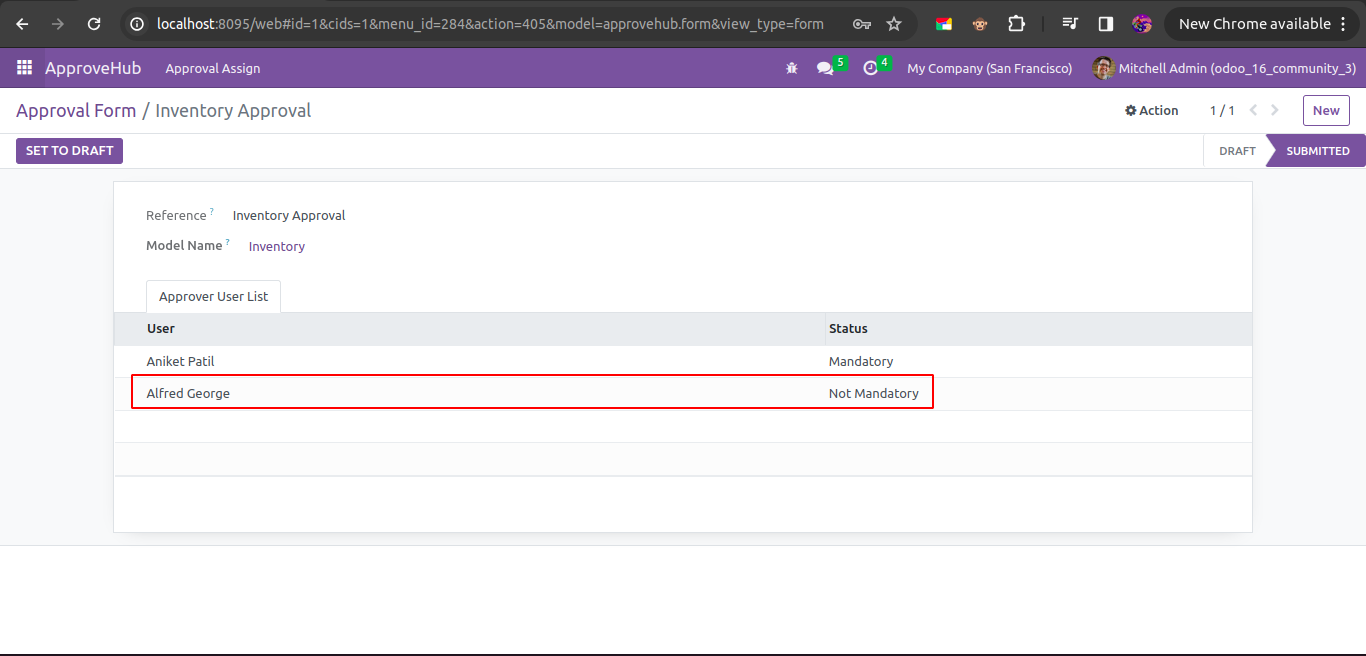 localhost:8095/web#id=1&cids=1&menu_id=284&action=405&model=approvehub.form&view_type=form New Chrome available
ApproveHub Approval Assign 5 4 My Company (San Francisco) Mitchell Admin (odoo_16_community_3)
Approval Form / Inventory Approval Action 1 / 1 New
SET TO DRAFT DRAFT SUBMITTED
Reference ? Inventory Approval
Model Name ? Inventory
Approver User List
User Status
Aniket Patil Mandatory
Alfred George Not Mandatory